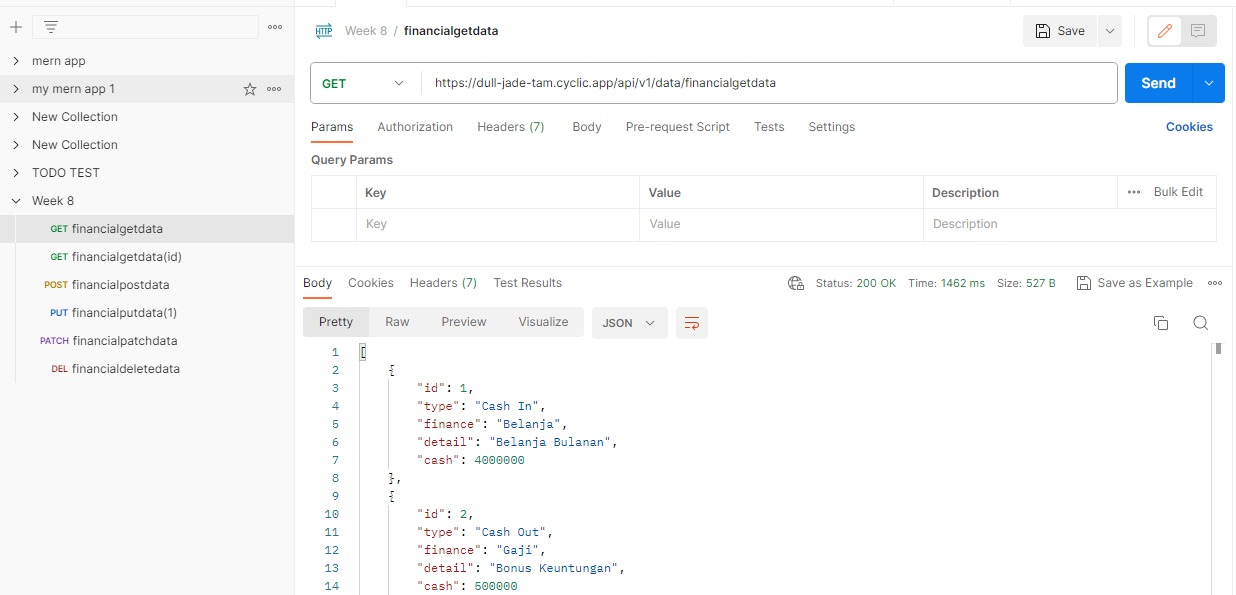 mern app
my mern app 1
New Collection
New Collection
TODO TEST
Week 8
GET financialgetdata
GET financialgetdata(id)
POST financialpostdata
PUT financialputdata(1)
PATCH financialpatchdata
DEL financialdeletedata
HTTP Week 8 / financialgetdata
Save
GET https://dull-jade-tam.cyclic.app/api/v1/data/financialgetdata Send
Params Authorization Headers (7) Body Pre-request Script Tests Settings Cookies
Query Params
Key Value Description Bulk Edit
Key Value Description
Body Cookies Headers (7) Test Results Status: 200 OK Time: 1462 ms Size: 527 B Save as Example
Pretty Raw Preview Visualize JSON
1 [
2 {
3 "id": 1,
4 "type": "Cash In",
5 "finance": "Belanja",
6 "detail": "Belanja Bulanan",
7 "cash": 4000000
8 },
9 {
10 "id": 2,
11 "type": "Cash Out",
12 "finance": "Gaji",
13 "detail": "Bonus Keuntungan",
14 "cash": 500000